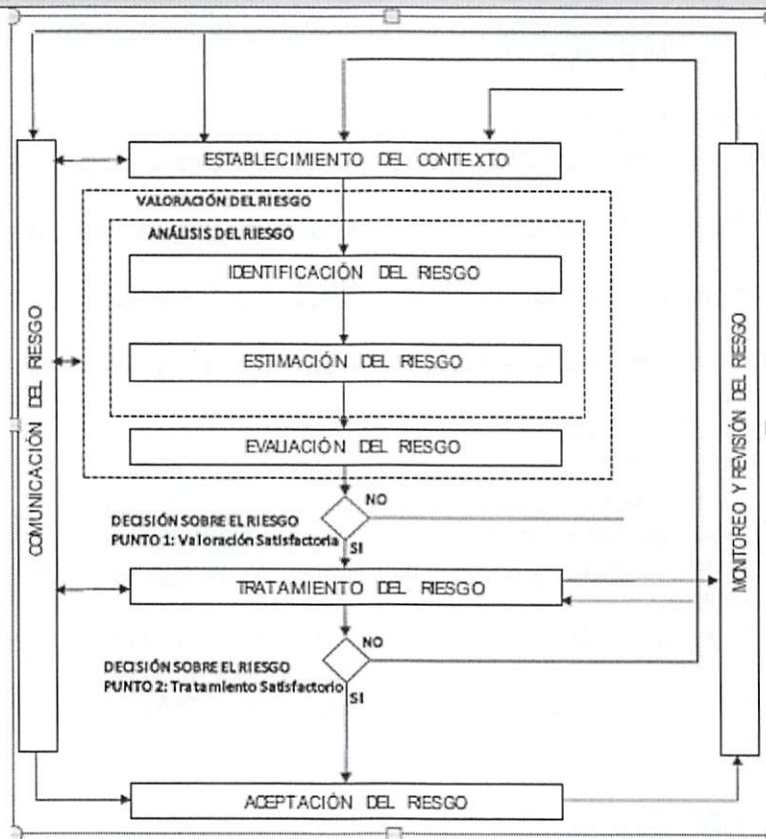 ESTABLECIMIENTO DEL CONTEXTO
VALORACIÓN DEL RIESGO
ANÁLISIS DEL RIESGO
IDENTIFICACIÓN DEL RIESGO
ESTIMACIÓN DEL RIESGO
EVALUACIÓN DEL RIESGO
NO
DECISIÓN SOBRE EL RIESGO
PUNTO 1: Valoración Satisfactoria
SI
TRATAMIENTO DEL RIESGO
NO
DECISIÓN SOBRE EL RIESGO
PUNTO 2: Tratamiento Satisfactorio
SI
ACEPTACIÓN DEL RIESGO
COMUNICACIÓN DEL RIESGO
MONITOREO Y REVISIÓN DEL RIESGO